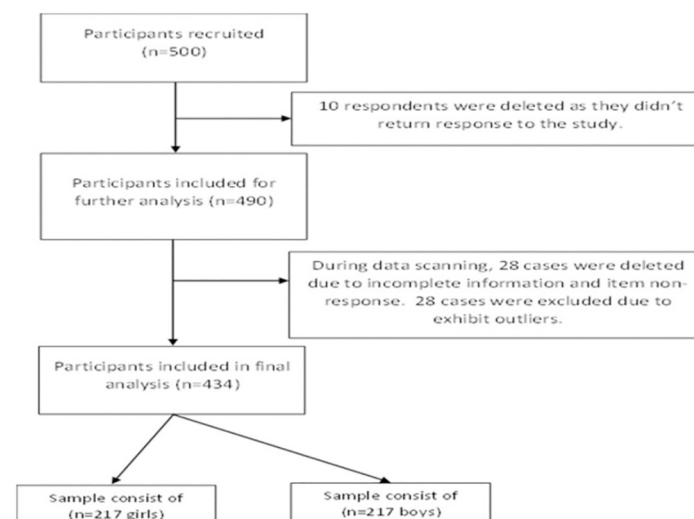 Participants recruited
(n=500)
10 respondents were deleted as they didn't
return response to the study.
Participants included for
further analysis (n=490)
During data scanning, 28 cases were deleted
due to incomplete information and item non-
response. 28 cases were excluded due to
exhibit outliers.
Participants included in final
analysis (n=434)
Sample consist of
(n=217 girls)
Sample consist of
(n=217 boys)